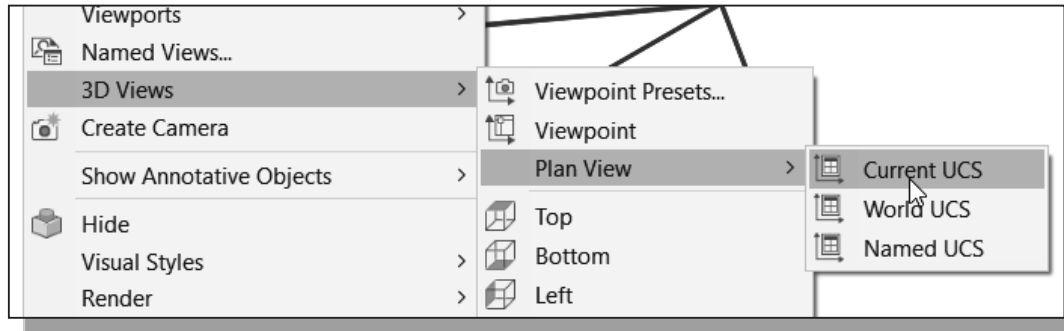 Viewports
Named Views...
3D Views
Create Camera
Show Annotative Objects
Hide
Visual Styles
Render
Viewpoint Presets...
Viewpoint
Plan View
Top
Bottom
Left
Current UCS
World UCS
Named UCS